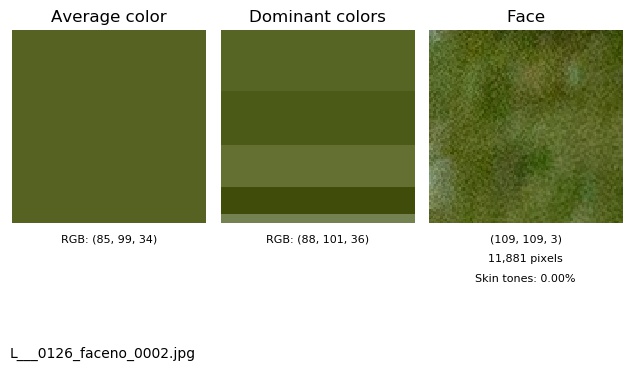 Average color
Dominant colors
Face
RGB: (85, 99, 34)
RGB: (88, 101, 36)
(109, 109, 3)
11,881 pixels
Skin tones: 0.00%
L___0126_faceno_0002.jpg